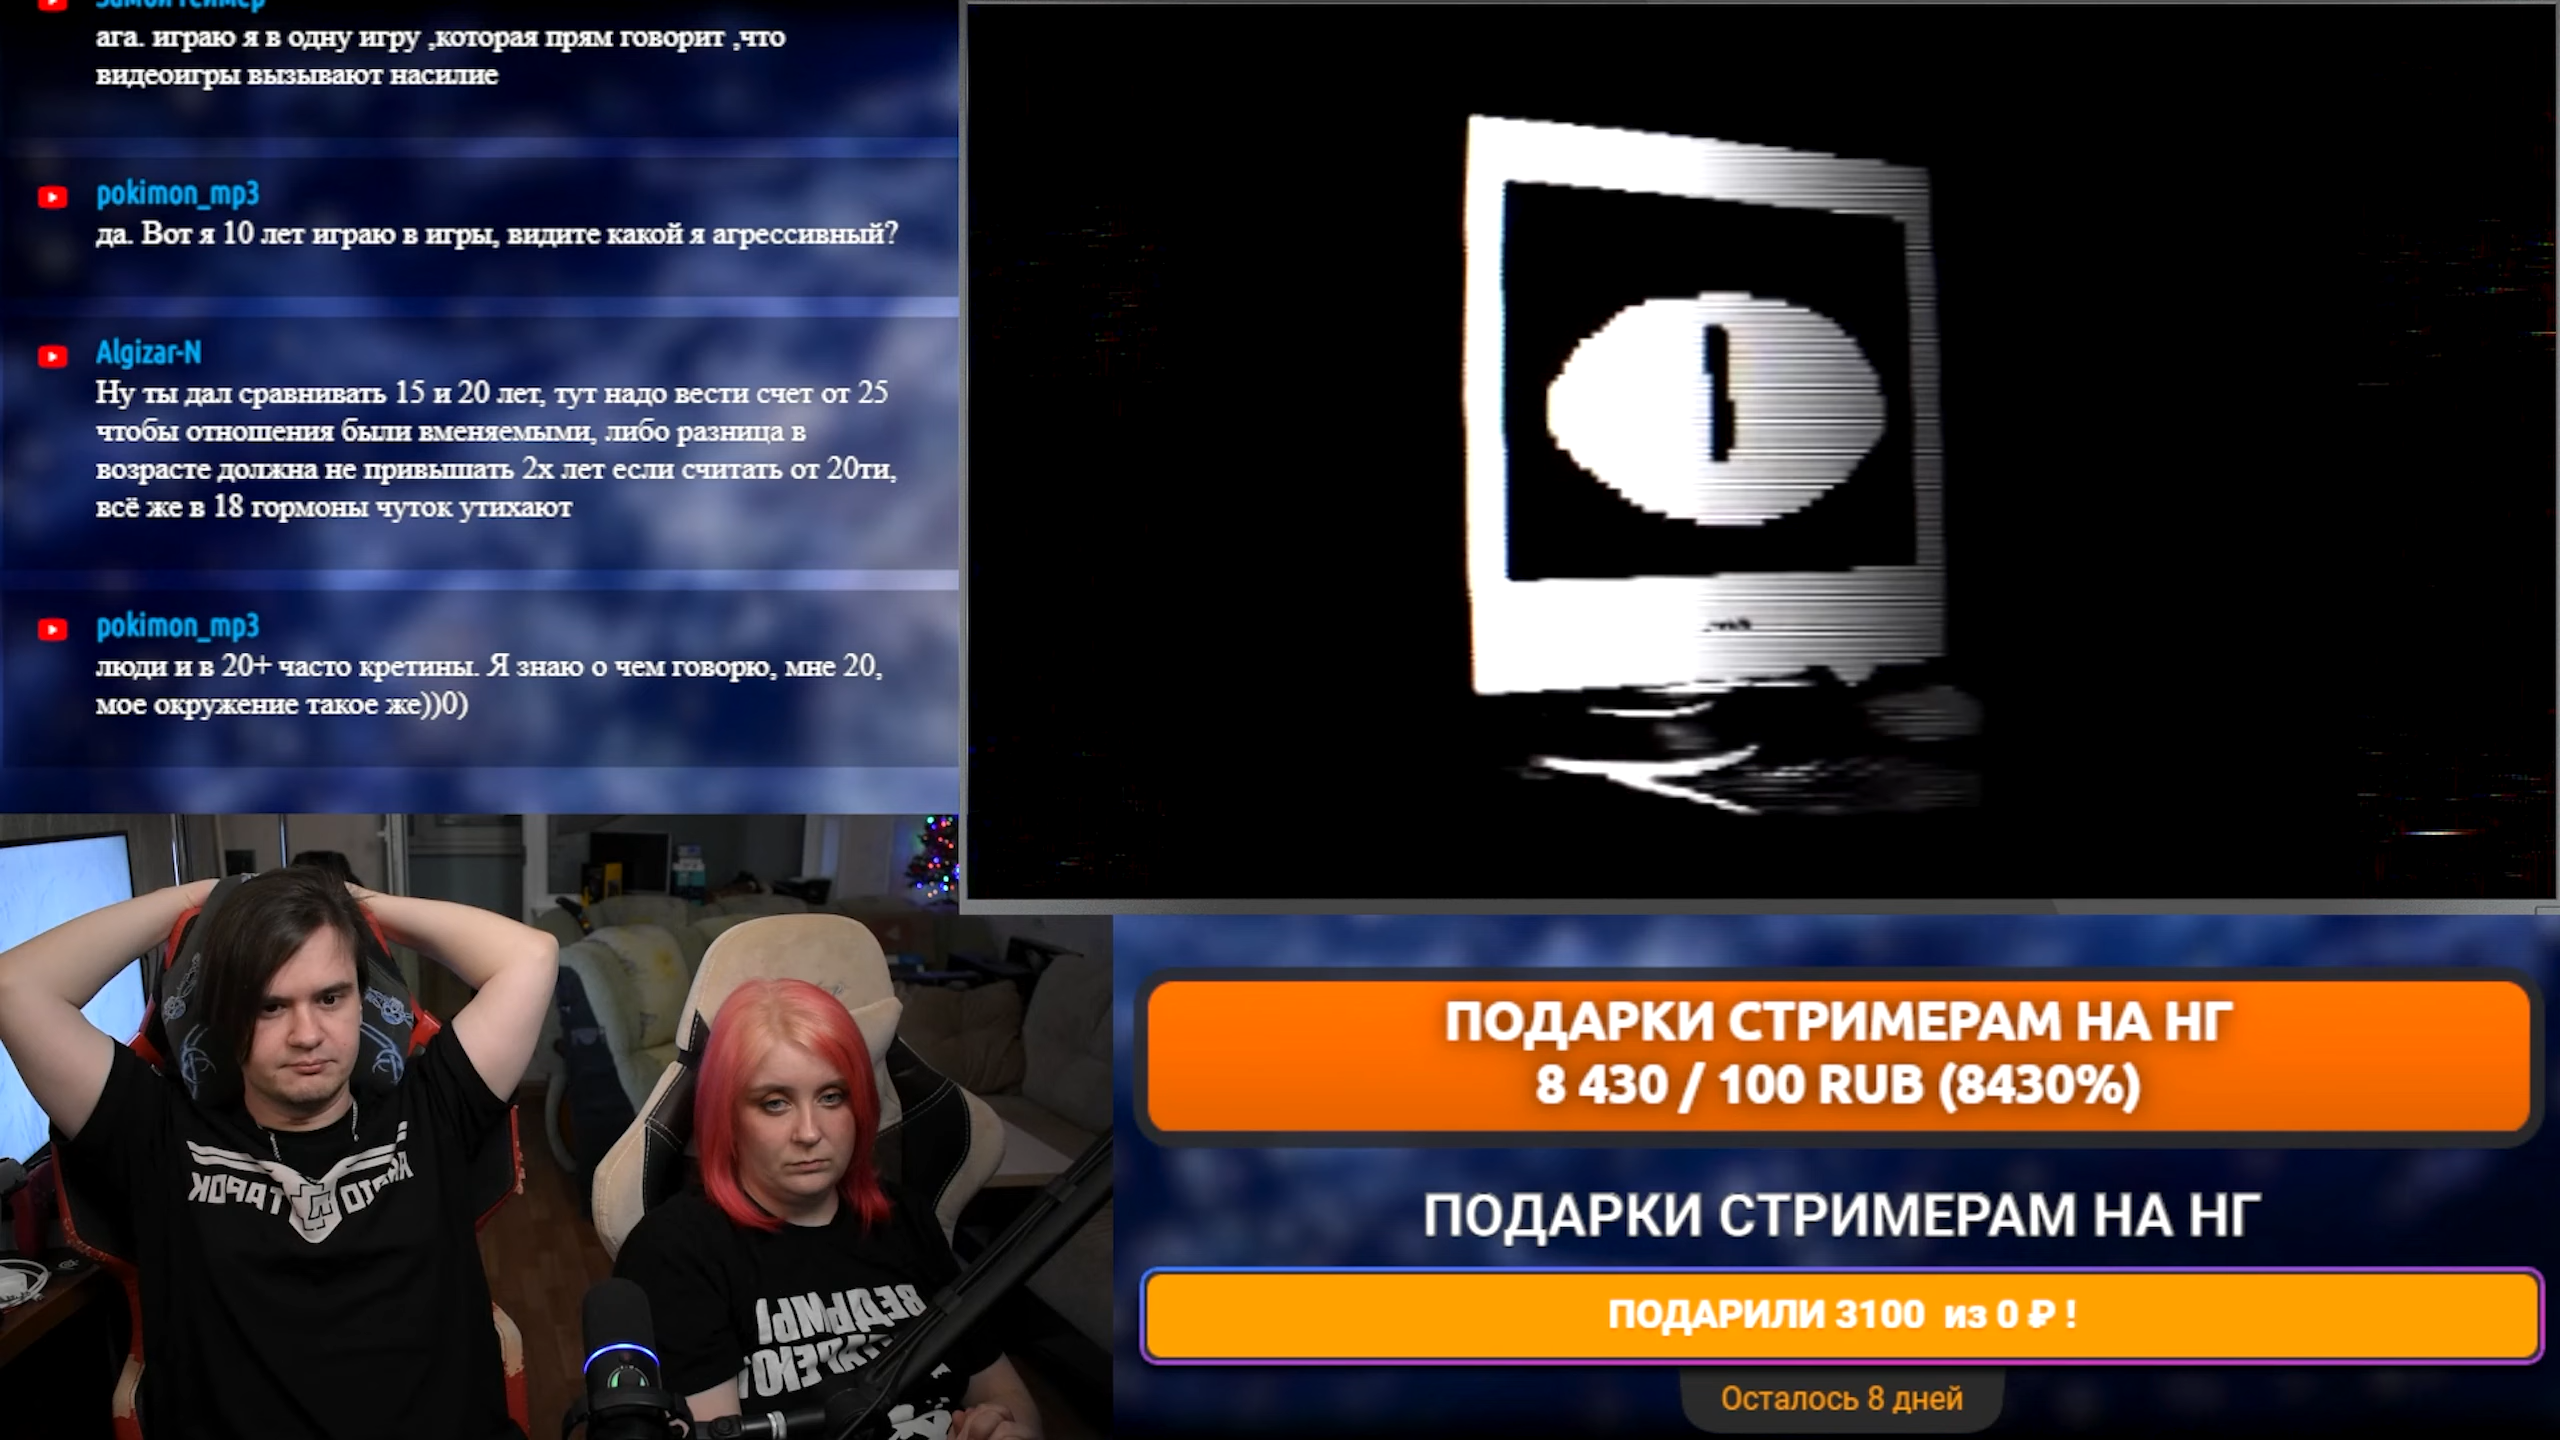 ага. играю я в одну игру ,которая прям говорит ,что
видеоигры вызывают насилие
pokimon_mp3
да. Вот я 10 лет играю в игры, видите какой я агрессивный?
Algizar-N
Ну ты дал сравнивать 15 и 20 лет, тут надо вести счет от 25
чтобы отношения были вменяемыми, либо разница в
возрасте должна не привышать 2х лет если считать от 20ти,
всё же в 18 гормоны чуток утихают
pokimon_mp3
люди и в 20+ часто кретины. Я знаю о чем говорю, мне 20,
мое окружение такое же))0)
ПОДАРКИ СТРИМЕРАМ НА НГ
8 430 / 100 RUB (8430%)
ПОДАРКИ СТРИМЕРАМ НА НГ
ПОДАРИЛИ 3100 из 0 ₽ !
Осталось 8 дней